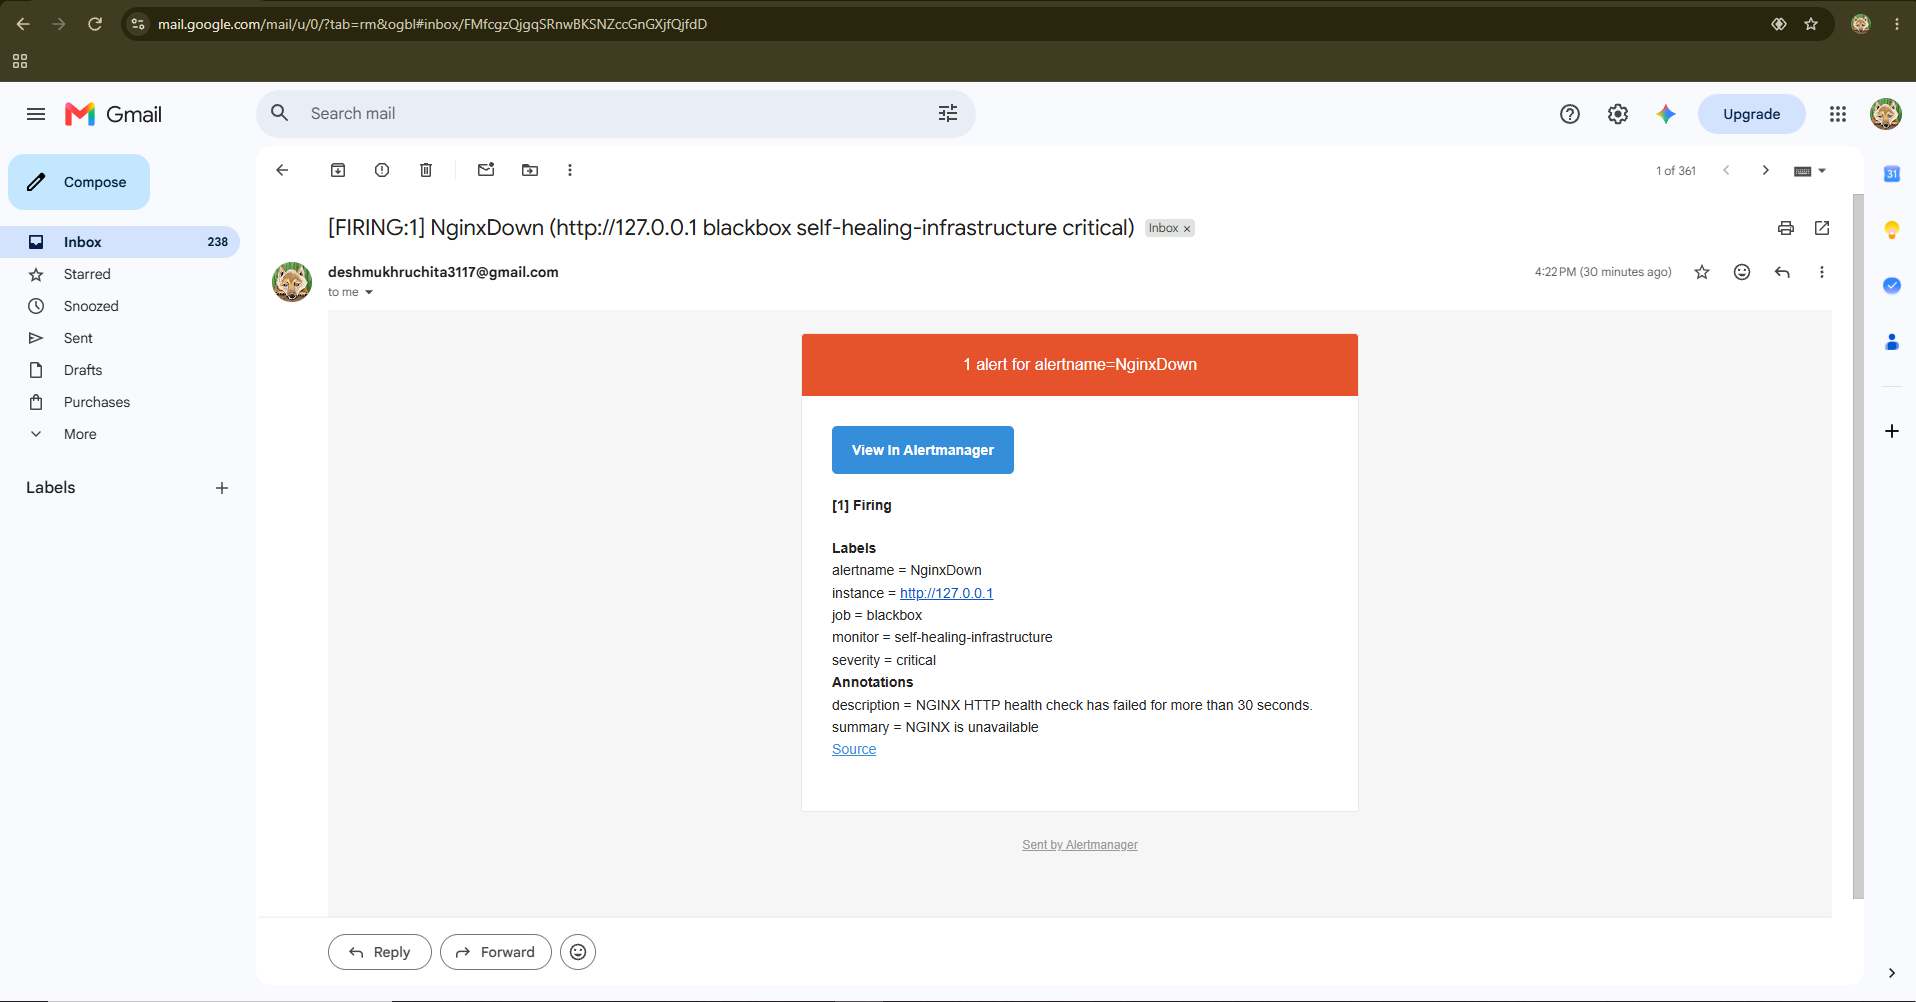 mail.google.com/mail/u/0/?tab=rm&ogbl#inbox/FMfcgzQjgqSRnwBKSNZccGnGXjfQjfdD
Gmail
Search mail
Upgrade
Compose
1 of 361
31
[FIRING:1] NginxDown (http://127.0.0.1 blackbox self-healing-infrastructure critical) Inbox ×
Inbox 238
Starred
Snoozed
Sent
Drafts
Purchases
More
Labels
deshmukhruchita3117@gmail.com
4:22 PM (30 minutes ago)
to me
1 alert for alertname=NginxDown
View In Alertmanager
[1] Firing
Labels
alertname = NginxDown
instance = http://127.0.0.1
job = blackbox
monitor = self-healing-infrastructure
severity = critical
Annotations
description = NGINX HTTP health check has failed for more than 30 seconds.
summary = NGINX is unavailable
Source
Sent by Alertmanager
Reply
Forward